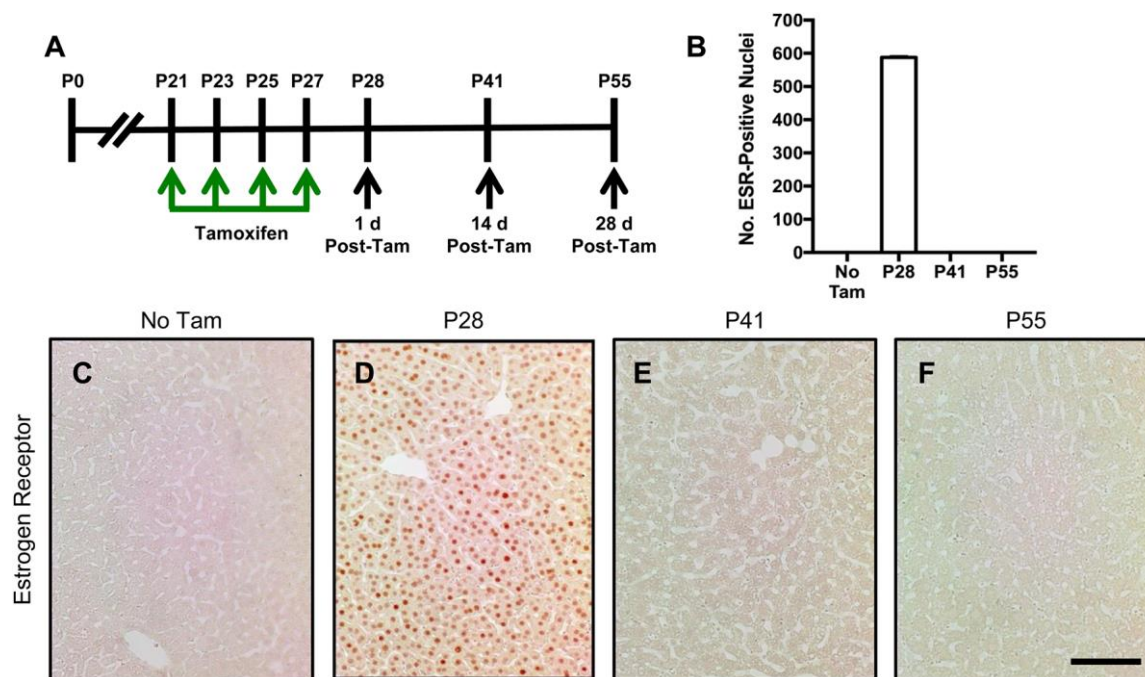 A
P0
P21
P23
P25
P27
P28
P41
P55
Tamoxifen
1 d
Post-Tam
14 d
Post-Tam
28 d
Post-Tam
B
No. ESR-Positive Nuclei
700
600
500
400
300
200
100
0
No
Tam
P28
P41
P55
No Tam
P28
P41
P55
Estrogen Receptor
C
D
E
F